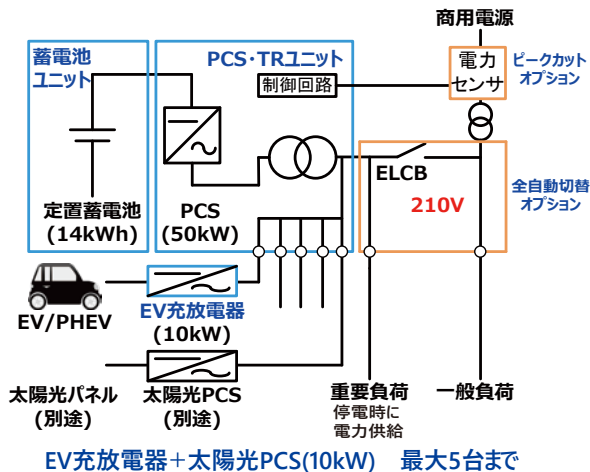 商用電源
蓄電池
ユニット
PCS・TRユニット
制御回路
電力
センサ
ピークカット
オプション
ELCB
210V
全自動切替
オプション
定置蓄電池
(14kWh)
PCS
(50kW)
EV/PHEV
EV充放電器
(10kW)
太陽光パネル
(別途)
太陽光PCS
(別途)
重要負荷
停電時に
電力供給
一般負荷
EV充放電器+太陽光PCS(10kW) 最大5台まで